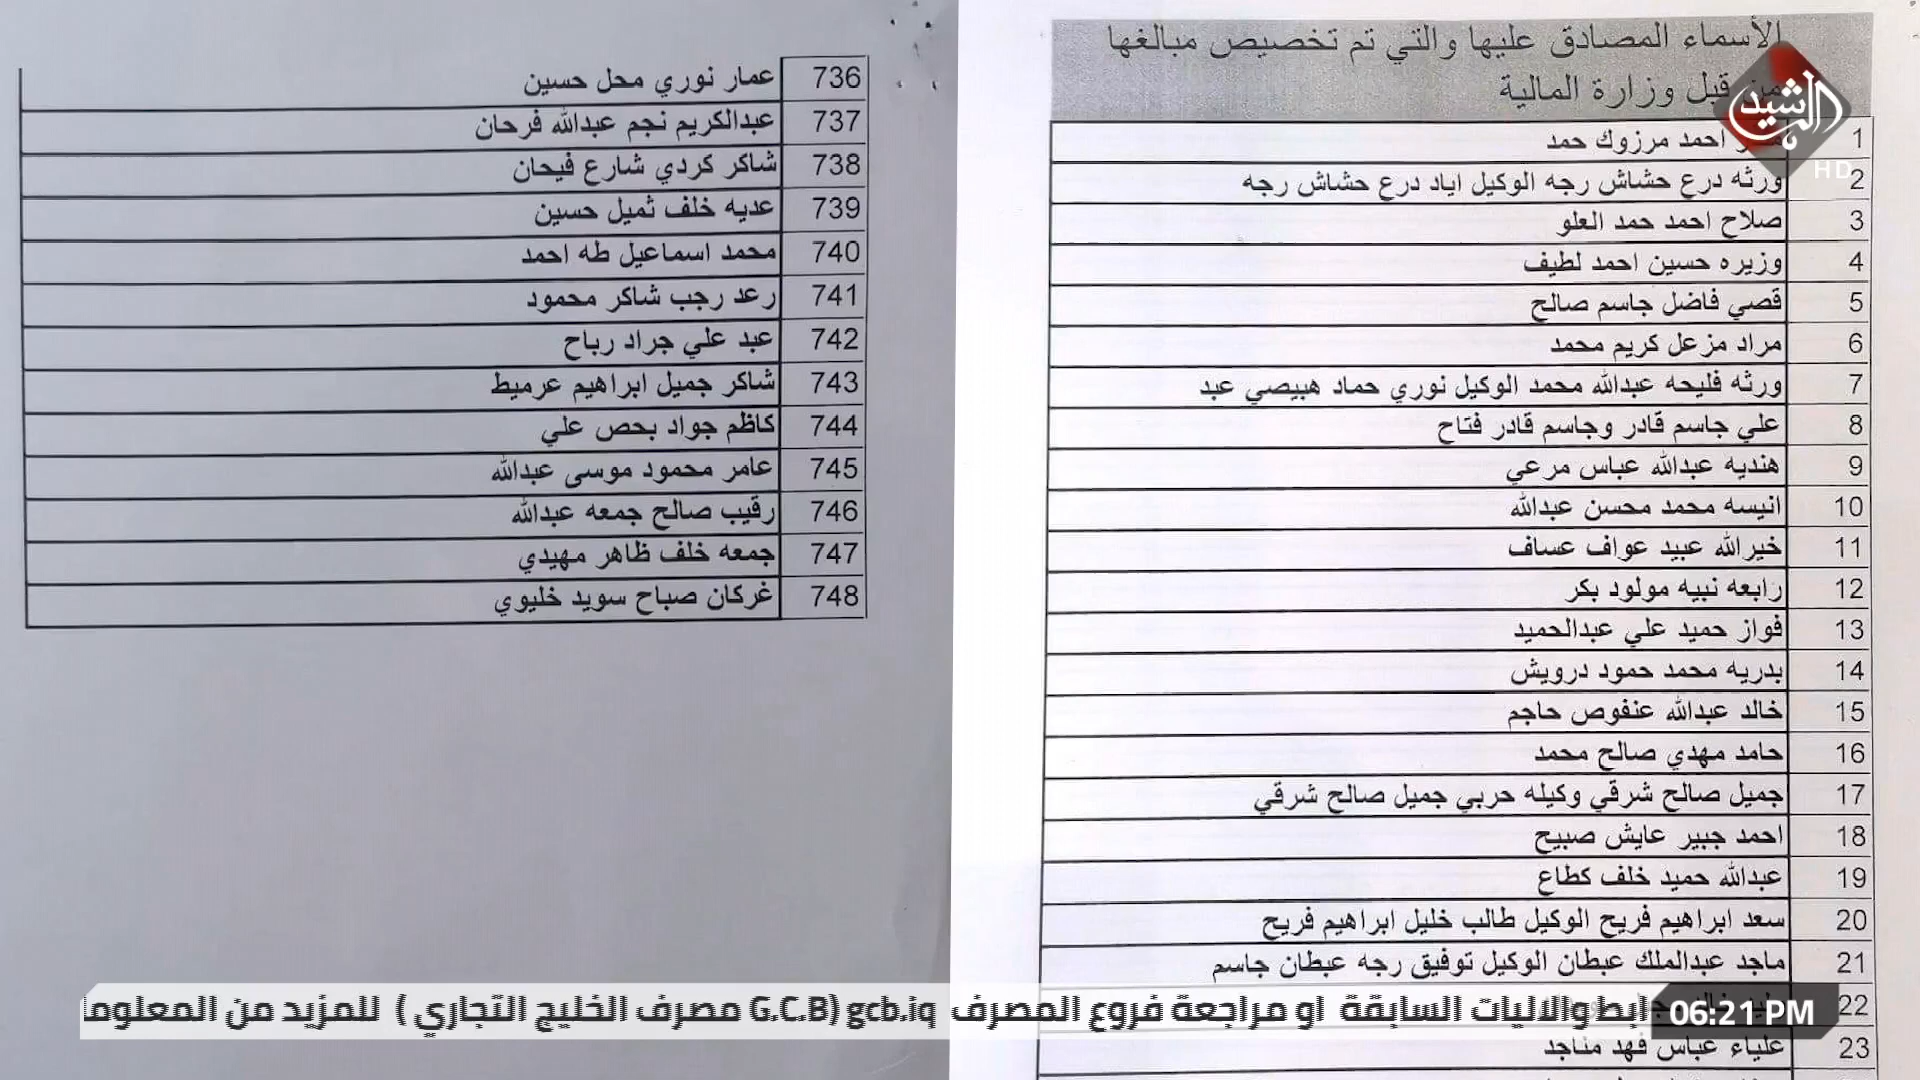 الأسماء المصادق عليها والتي تم تخصيص مبالغها
من قبل وزارة المالية
1 احمد مرزوك حمد
2 ورثه درع حشاش رجه الوكيل اياد درع حشاش رجه
3 صلاح احمد حمد العلو
4 وزيره حسين احمد لطيف
5 قصي فاضل جاسم صالح
6 مراد مزعل كريم محمد
7 ورثه فليحه عبدالله محمد الوكيل نوري حماد هبيصي عبد
8 علي جاسم قادر وجاسم قادر فتاح
9 هنديه عبدالله عباس مرعي
10 انيسه محمد محسن عبدالله
11 خيرالله عبيد عواف عساف
12 رابعه نبيه مولود بكر
13 فواز حميد علي عبدالحميد
14 بدريه محمد حمود درويش
15 خالد عبدالله عنفوص حاجم
16 حامد مهدي صالح محمد
17 جميل صالح شرقي وكيله حربي جميل صالح شرقي
18 احمد جبير عايش صبيح
19 عبدالله حميد خلف كطاع
20 سعد ابراهيم فريح الوكيل طالب خليل ابراهيم فريح
21 ماجد عبدالملك عبطان الوكيل توفيق رجه عبطان جاسم
22
23 علياء عباس فهد مناجد
736 عمار نوري محل حسين
737 عبدالكريم نجم عبدالله فرحان
738 شاكر كردي شارع فيحان
739 عديه خلف ثميل حسين
740 محمد اسماعيل طه احمد
741 رعد رجب شاكر محمود
742 عبد علي جراد رباح
743 شاكر جميل ابراهيم عرميط
744 كاظم جواد بحص علي
745 عامر محمود موسى عبدالله
746 رقيب صالح جمعه عبدالله
747 جمعه خلف ظاهر مهيدي
748 غركان صباح سويد خليوي
الرشيد
HD
06:21 PM
ابط والاليات السابقة او مراجعة فروع المصرف G.C.B) gcb.iq مصرف الخليج التجاري ) للمزيد من المعلوما